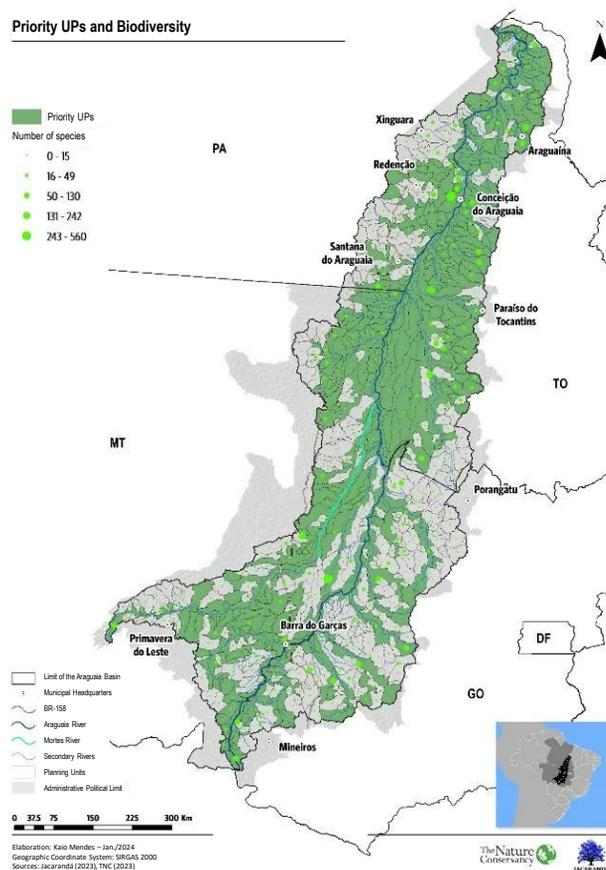 Priority UPs and Biodiversity
Priority UPs
Number of species
0 - 15
16 - 49
50 - 130
131 - 242
243 - 560
PA
Xinguara
Araguaína
Redenção
Conceição
do Araguaia
Santana
do Araguaia
Paraíso do
Tocantins
TO
MT
Porangatu
Barra do Garças
Primavera
do Leste
DF
GO
Mineiros
Limit of the Araguaia Basin
Municipal Headquarters
BR-158
Araguaia River
Mortes River
Secondary Rivers
Planning Units
Administrative Political Limit
0 37.5 75 150 225 300 Km
Elaboration: Kaio Mendes – Jan./2024
Geographic Coordinate System: SIRGAS 2000
Sources: Jacarandá (2023), TNC (2023)
The Nature
Conservancy
JACARANDÁ